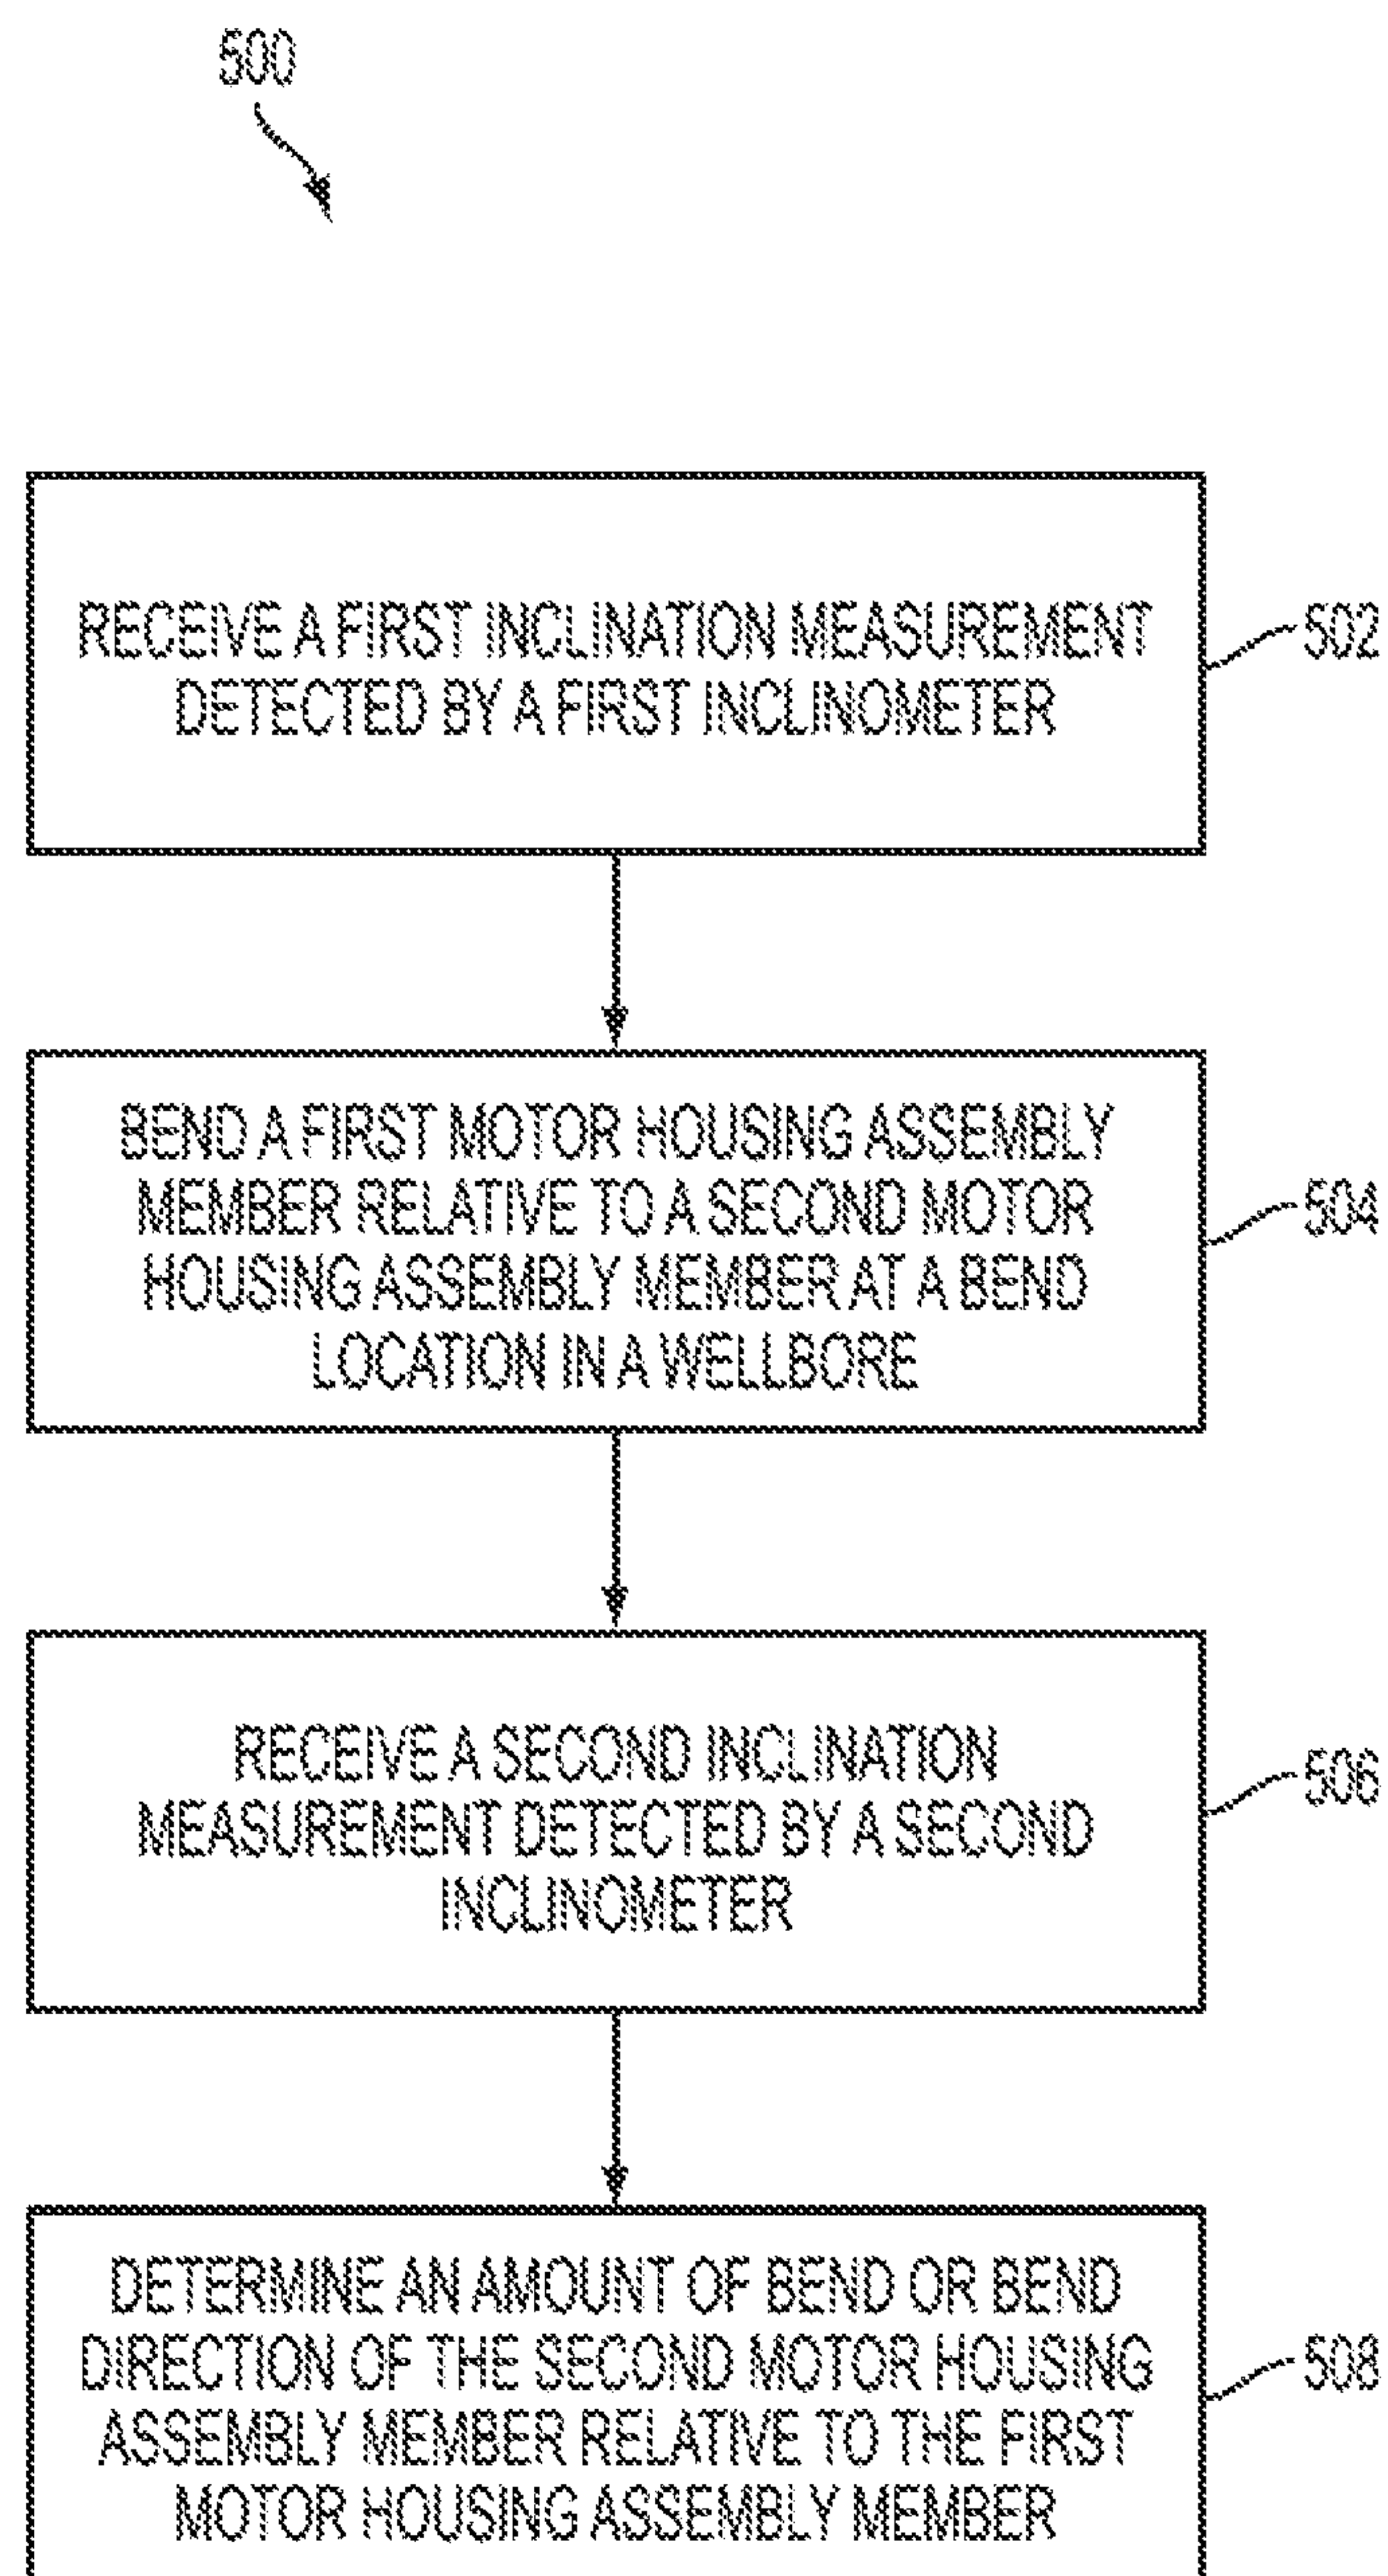 500
RECEIVE A FIRST INCLINATION MEASUREMENT
DETECTED BY A FIRST INCLINOMETER
502
BEND A FIRST MOTOR HOUSING ASSEMBLY
MEMBER RELATIVE TO A SECOND MOTOR
HOUSING ASSEMBLY MEMBER AT A BEND
LOCATION IN A WELLBORE
504
RECEIVE A SECOND INCLINATION
MEASUREMENT DETECTED BY A SECOND
INCLINOMETER
506
DETERMINE AN AMOUNT OF BEND OR BEND
DIRECTION OF THE SECOND MOTOR HOUSING
ASSEMBLY MEMBER RELATIVE TO THE FIRST
MOTOR HOUSING ASSEMBLY MEMBER
508